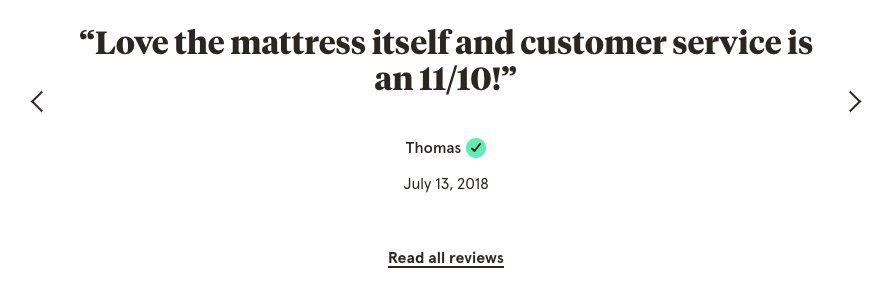 “Love the mattress itself and customer service is
an 11/10!”
Thomas
July 13, 2018
Read all reviews